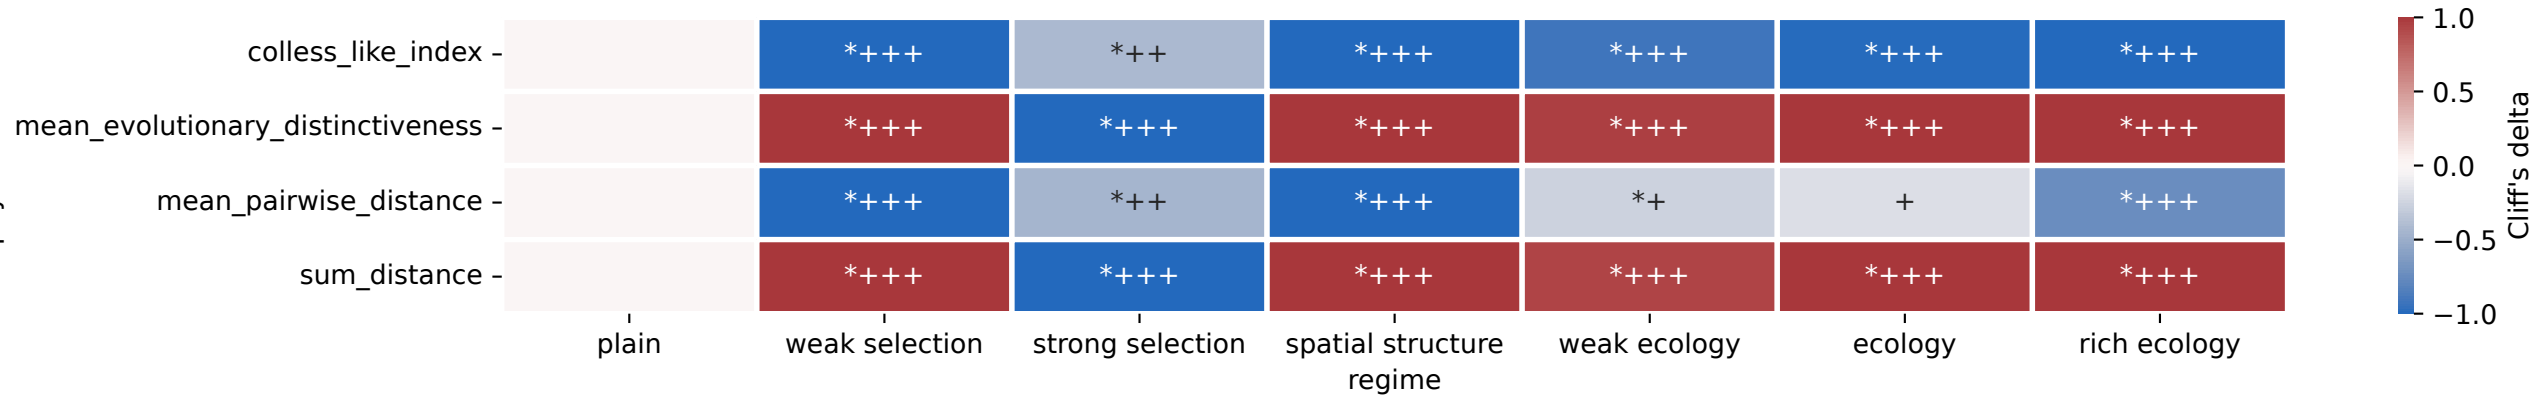 colless_like_index *+++ *++ *+++ *+++ *+++ *+++
mean_evolutionary_distinctiveness *+++ *+++ *+++ *+++ *+++ *+++
mean_pairwise_distance *+++ *++ *+++ *+ + *+++
sum_distance *+++ *+++ *+++ *+++ *+++ *+++
plain weak selection strong selection spatial structure weak ecology ecology rich ecology
regime
1.0
0.5
0.0
−0.5
−1.0
Cliff's delta